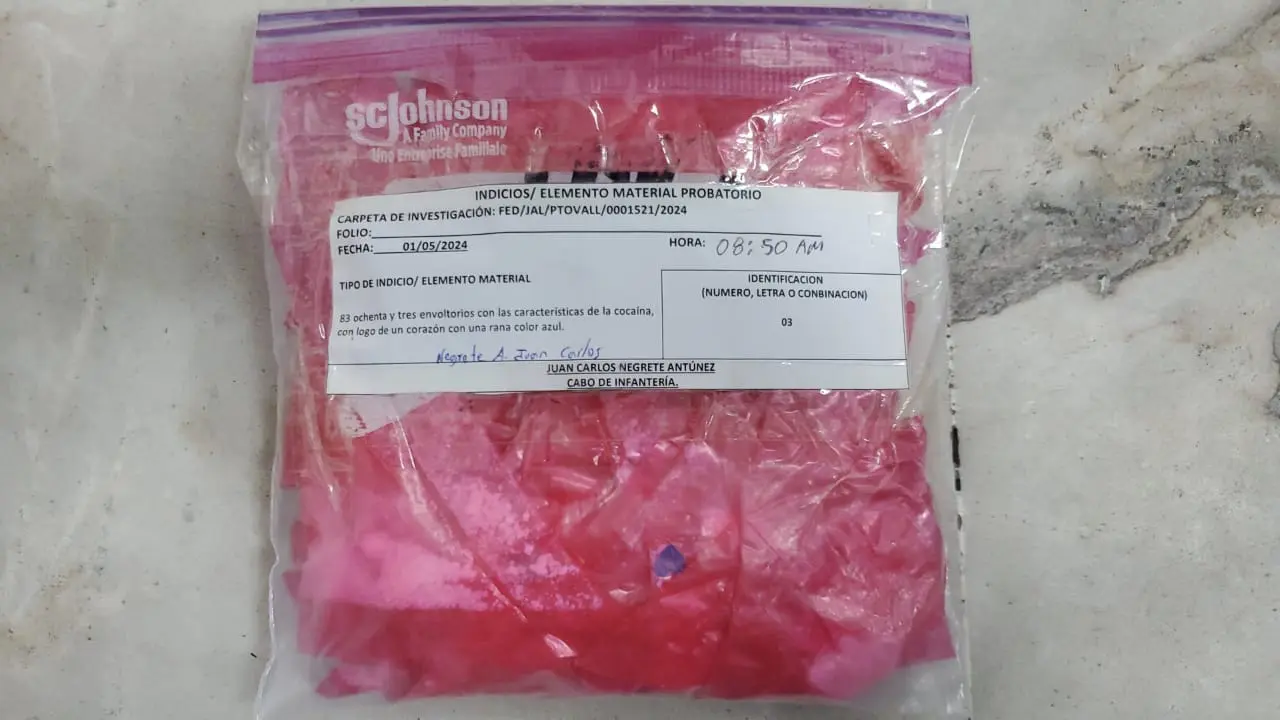 scJohnson
A Family Company
Une Entreprise Familiale
INDICIOS/ ELEMENTO MATERIAL PROBATORIO
CARPETA DE INVESTIGACIÓN: FED/JAL/PTOVALL/0001521/2024
FOLIO:
FECHA: 01/05/2024 HORA: 08:50 AM
TIPO DE INDICIO/ ELEMENTO MATERIAL
IDENTIFICACION
(NUMERO, LETRA O CONBINACION)
83 ochenta y tres envoltorios con las características de la cocaína,
con logo de un corazón con una rana color azul.
03
Negrete A. Juan Carlos
JUAN CARLOS NEGRETE ANTÚNEZ
CABO DE INFANTERÍA.